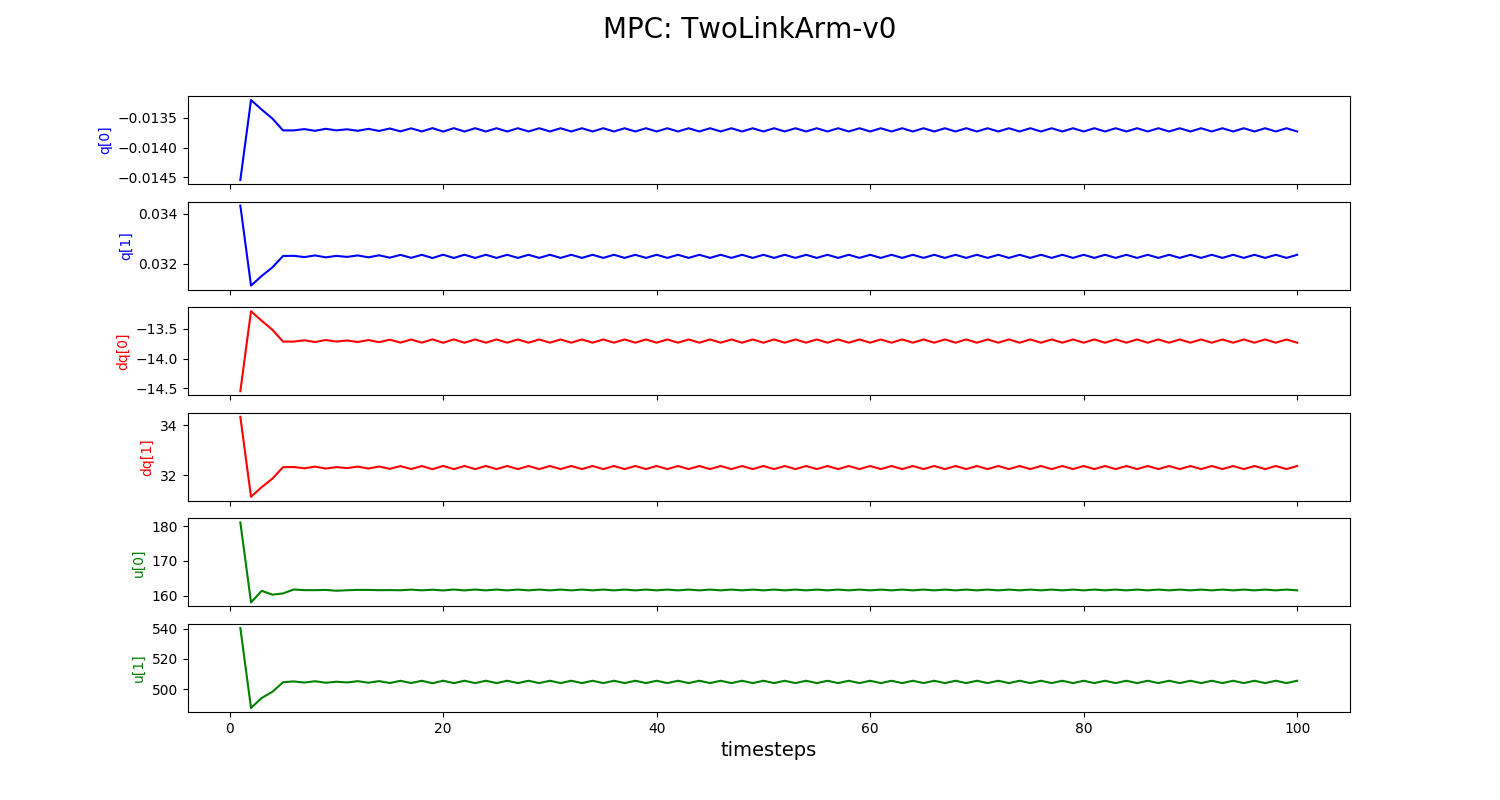 MPC: TwoLinkArm-v0
q[0]
−0.0135
−0.0140
−0.0145
q[1]
0.034
0.032
dq[0]
−13.5
−14.0
−14.5
dq[1]
34
32
u[0]
180
170
160
u[1]
540
520
500
0 20 40 60 80 100
timesteps